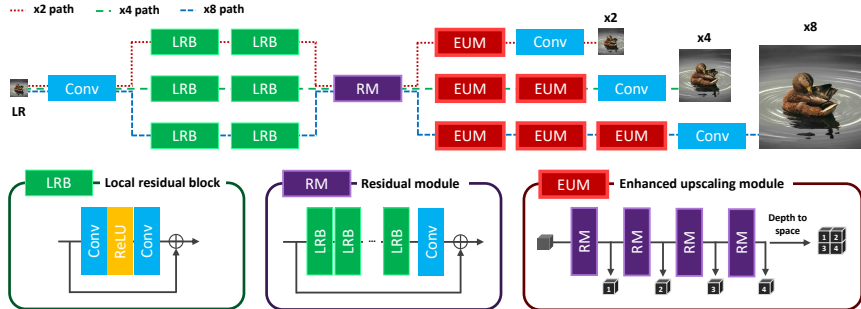 x2 path x4 path x8 path
x2
x4
x8
LRB LRB EUM Conv
LR Conv LRB LRB RM EUM EUM Conv
LRB LRB EUM EUM EUM Conv
LRB Local residual block
Conv ReLU Conv
RM Residual module
LRB LRB ... LRB Conv
EUM Enhanced upscaling module
RM RM RM RM
Depth to
space
1 2
3 4
1 2 3 4